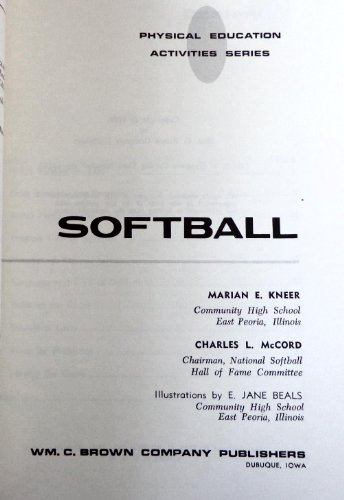 PHYSICAL EDUCATION
ACTIVITIES SERIES
SOFTBALL
MARIAN E. KNEER
Community High School
East Peoria, Illinois
CHARLES L. McCORD
Chairman, National Softball
Hall of Fame Committee
Illustrations by E. JANE BEALS
Community High School
East Peoria, Illinois
WM. C. BROWN COMPANY PUBLISHERS
DUBUQUE, IOWA